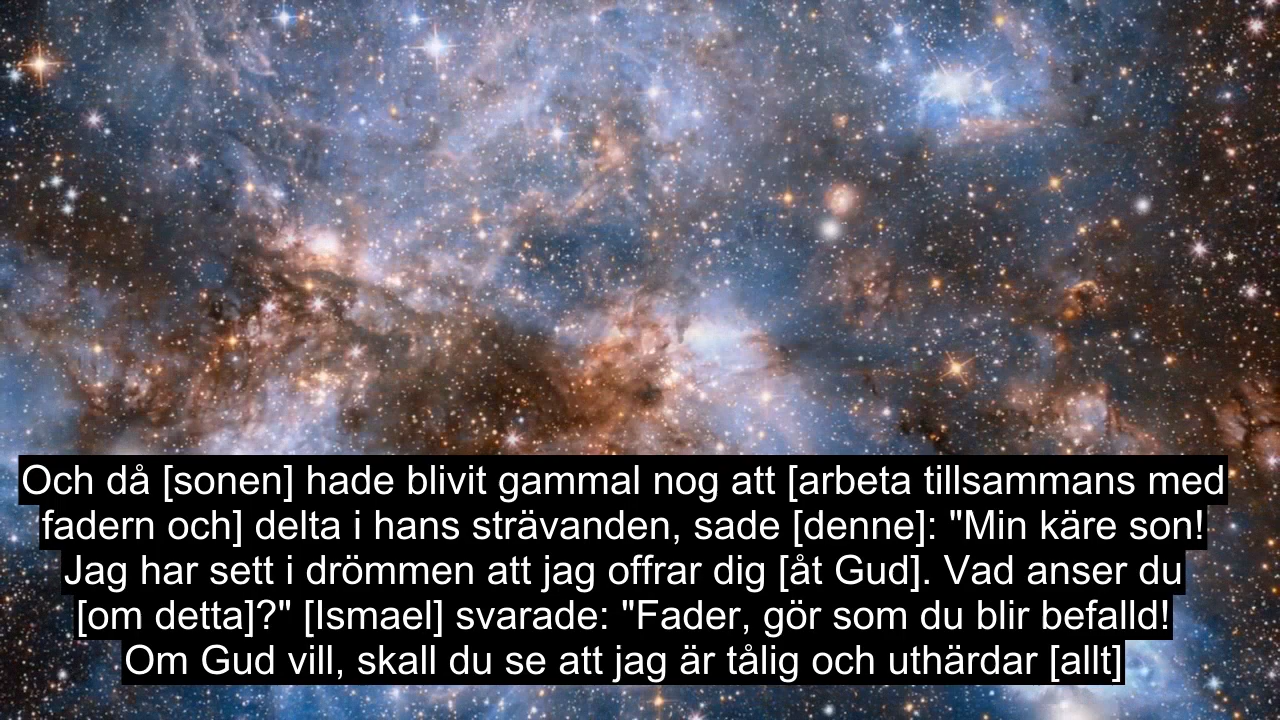 Och då [sonen] hade blivit gammal nog att [arbeta tillsammans med
fadern och] delta i hans strävanden, sade [denne]: "Min käre son!
Jag har sett i drömmen att jag offrar dig [åt Gud]. Vad anser du
[om detta]?" [Ismael] svarade: "Fader, gör som du blir befalld!
Om Gud vill, skall du se att jag är tålig och uthärdar [allt]